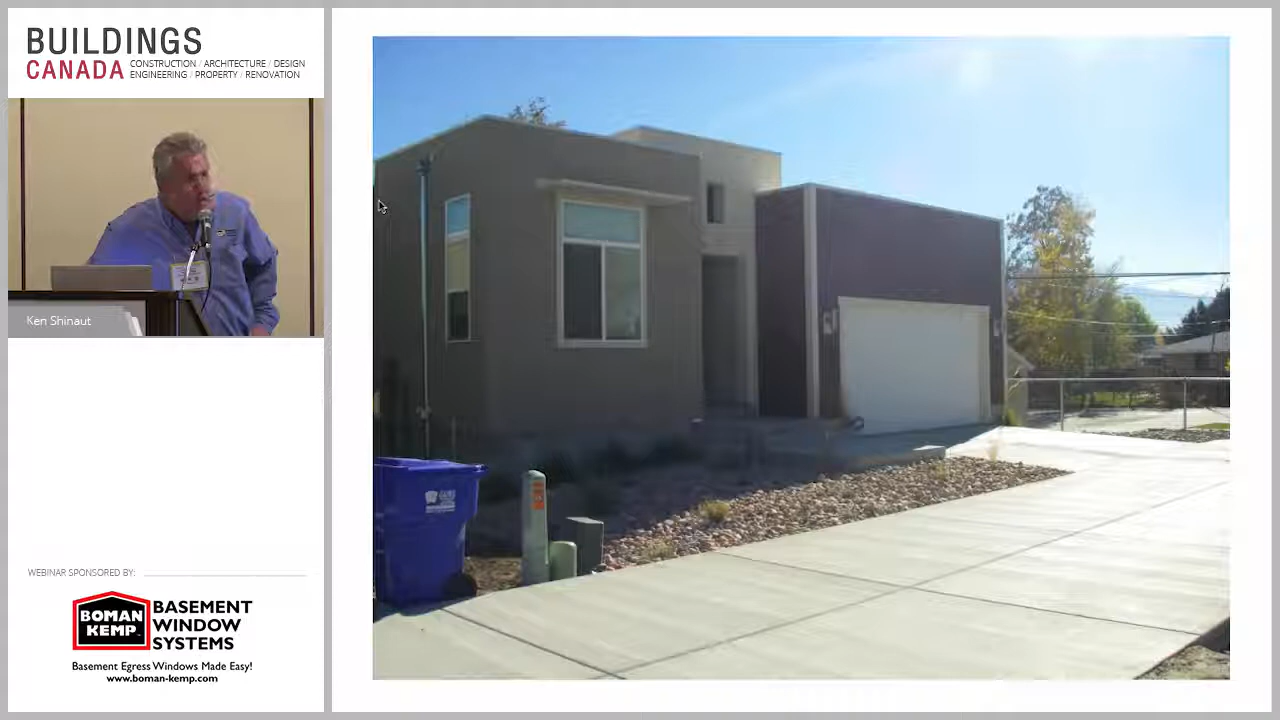 BUILDINGS
CANADA
CONSTRUCTION / ARCHITECTURE / DESIGN
ENGINEERING / PROPERTY / RENOVATION
Ken Shinaut
WEBINAR SPONSORED BY:
BOMAN
KEMP
BASEMENT
WINDOW
SYSTEMS
Basement Egress Windows Made Easy!
www.boman-kemp.com